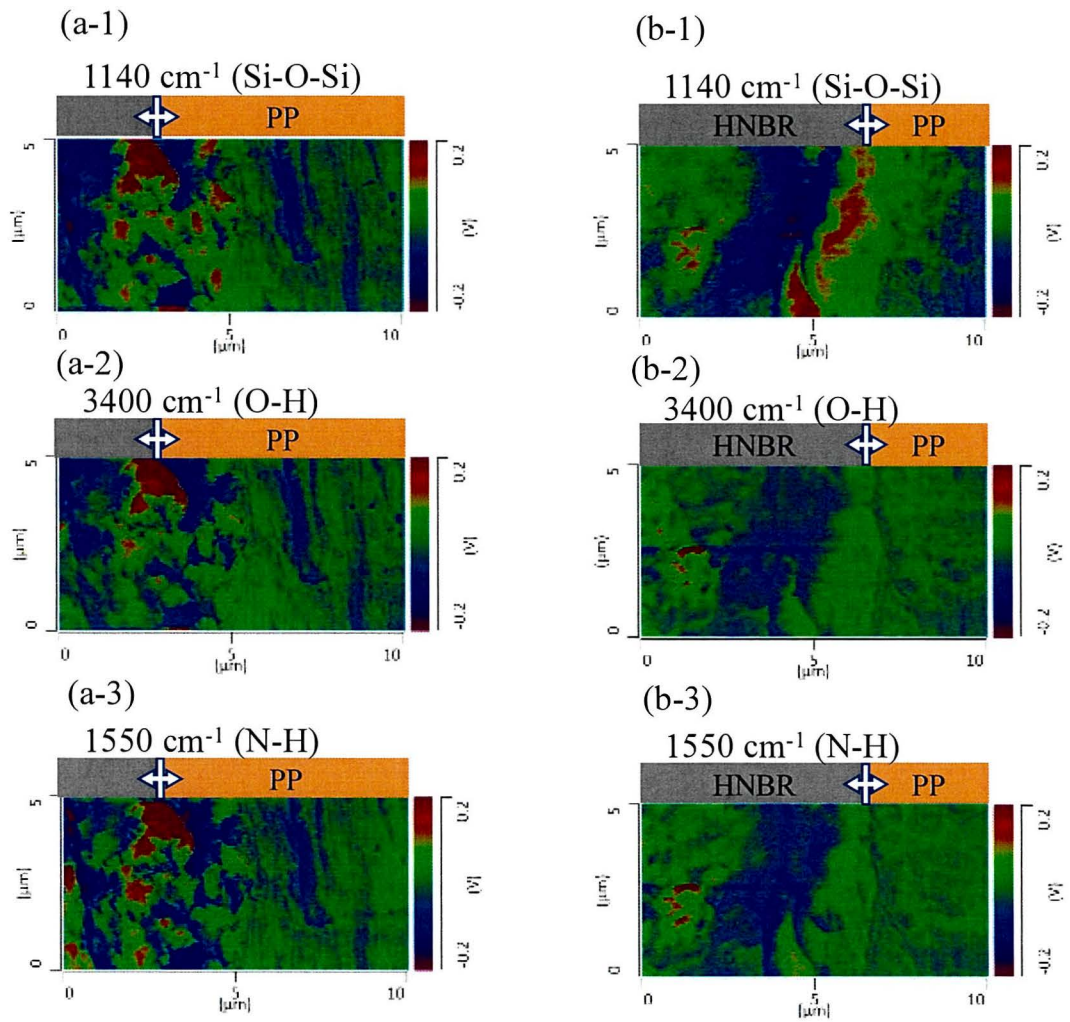 (a-1)
1140 cm⁻¹ (Si-O-Si)
PP
5
[µm]
0
0
5
10
[µm]
0.2
[V]
-0.2
(b-1)
1140 cm⁻¹ (Si-O-Si)
HNBR
PP
5
[µm]
0
0
5
10
[µm]
0.2
[V]
-0.2
(a-2)
3400 cm⁻¹ (O-H)
PP
5
[µm]
0
0
5
10
[µm]
0.2
[V]
-0.2
(b-2)
3400 cm⁻¹ (O-H)
HNBR
PP
5
[µm]
0
0
5
10
[µm]
0.2
[V]
-0.2
(a-3)
1550 cm⁻¹ (N-H)
PP
5
[µm]
0
0
5
10
[µm]
0.2
[V]
-0.2
(b-3)
1550 cm⁻¹ (N-H)
HNBR
PP
5
[µm]
0
0
5
10
[µm]
0.2
[V]
-0.2